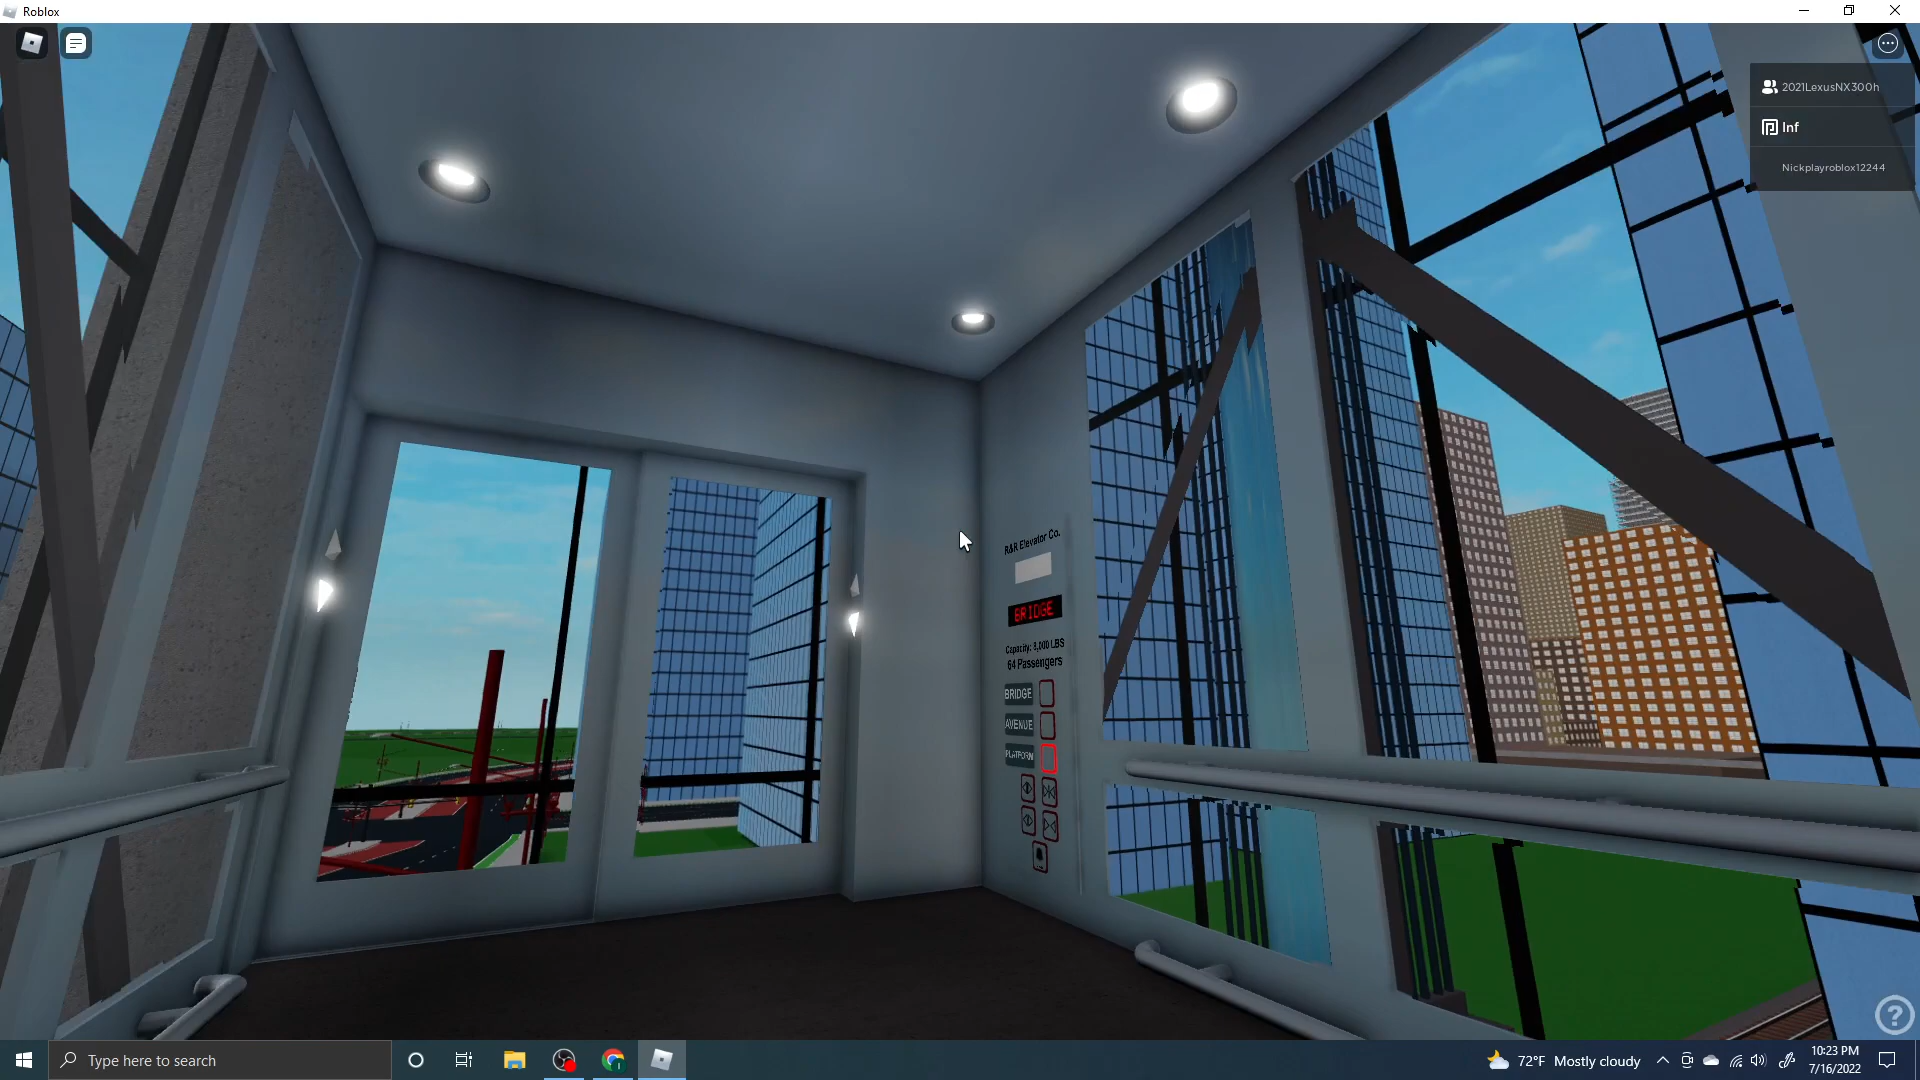 Roblox
2021LexusNX300h
Inf
Nickplayroblox12244
R&R Elevator Co.
BRIDGE
Capacity: 8,000 LBS
64 Passengers
BRIDGE
AVENUE
PLATFORM
?
Type here to search
72°F Mostly cloudy
10:23 PM
7/16/2022